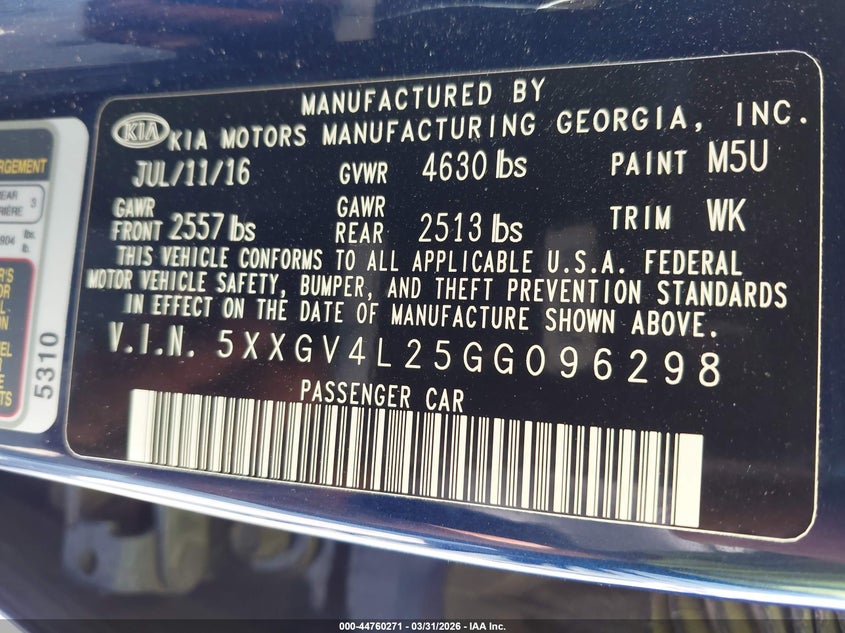 MANUFACTURED BY
KIA KIA MOTORS MANUFACTURING GEORGIA, INC.
JUL/11/16 GVWR 4630 lbs PAINT M5U
GAWR FRONT 2557 lbs GAWR REAR 2513 lbs TRIM WK
THIS VEHICLE CONFORMS TO ALL APPLICABLE U.S.A. FEDERAL
MOTOR VEHICLE SAFETY, BUMPER, AND THEFT PREVENTION STANDARDS
IN EFFECT ON THE DATE OF MANUFACTURE SHOWN ABOVE.
V.I.N. 5XXGV4L25GG096298
PASSENGER CAR
5310
000-44760271 | 03/31/2026 | IAA Inc.